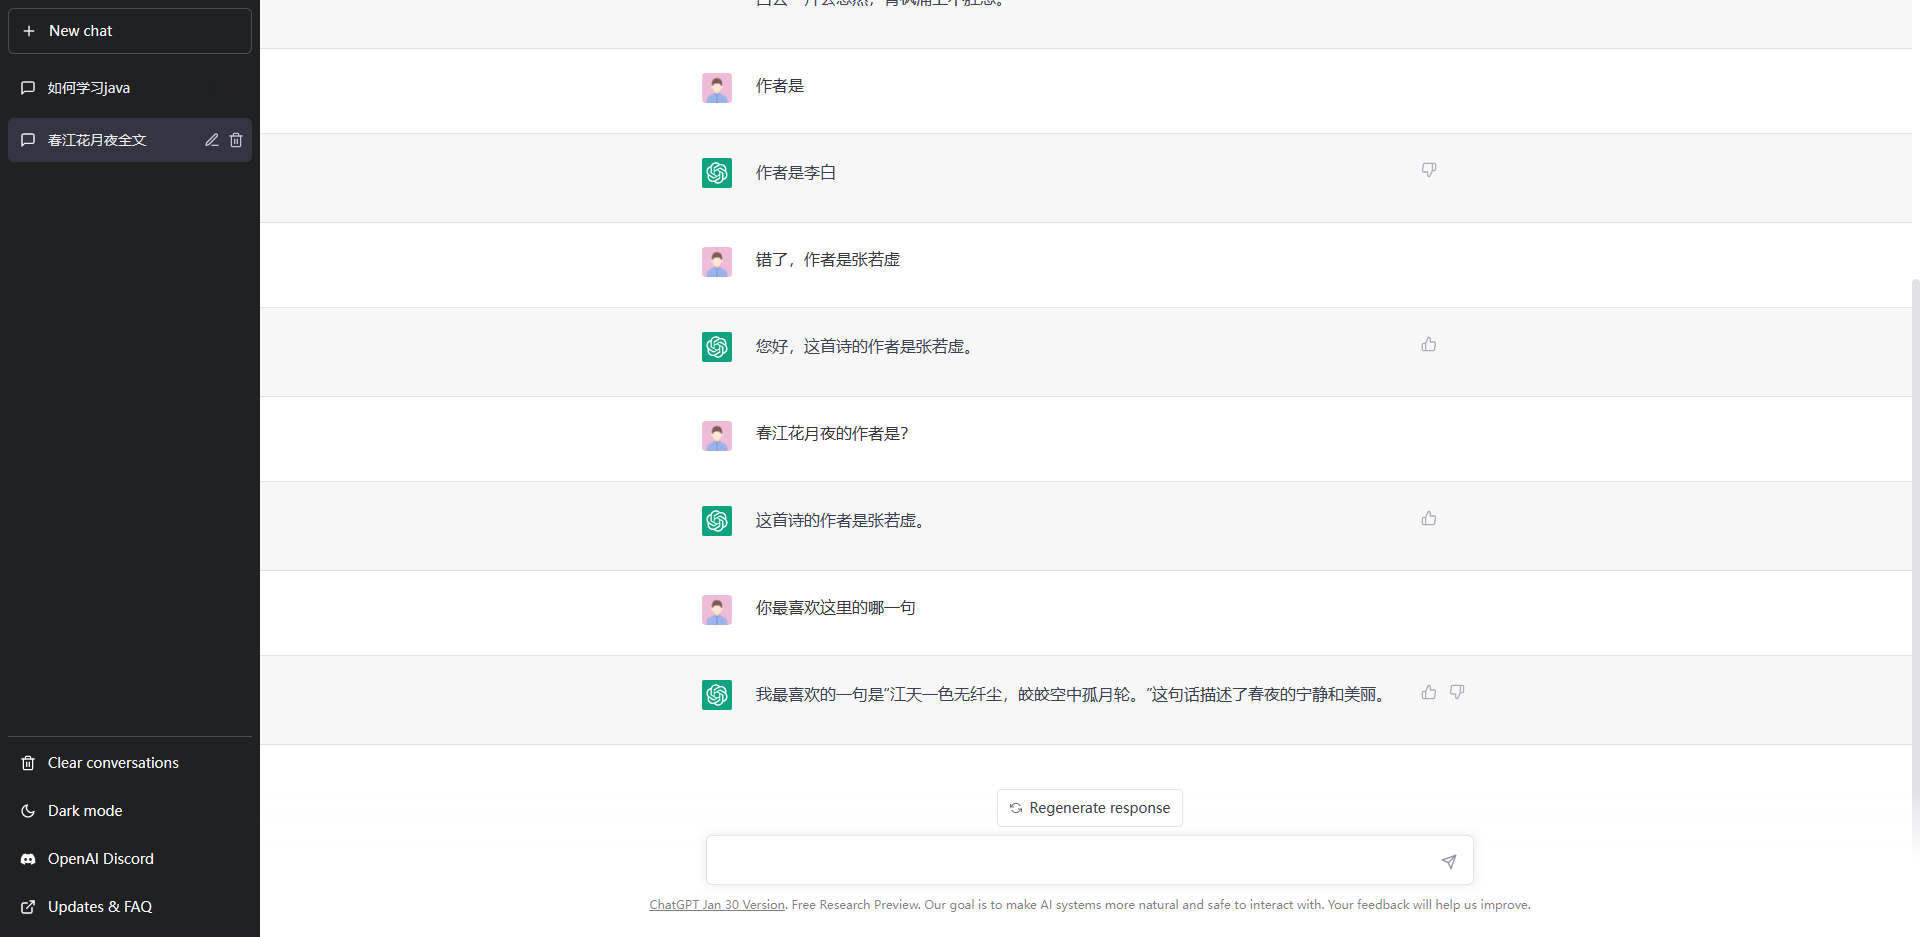 New chat
如何学习java
春江花月夜全文
Clear conversations
Dark mode
OpenAI Discord
Updates & FAQ
作者是
作者是李白
错了，作者是张若虚
您好，这首诗的作者是张若虚。
春江花月夜的作者是？
这首诗的作者是张若虚。
你最喜欢这里的哪一句
我最喜欢的一句是“江天一色无纤尘，皎皎空中孤月轮。”这句话描述了春夜的宁静和美丽。
Regenerate response
ChatGPT Jan 30 Version. Free Research Preview. Our goal is to make AI systems more natural and safe to interact with. Your feedback will help us improve.